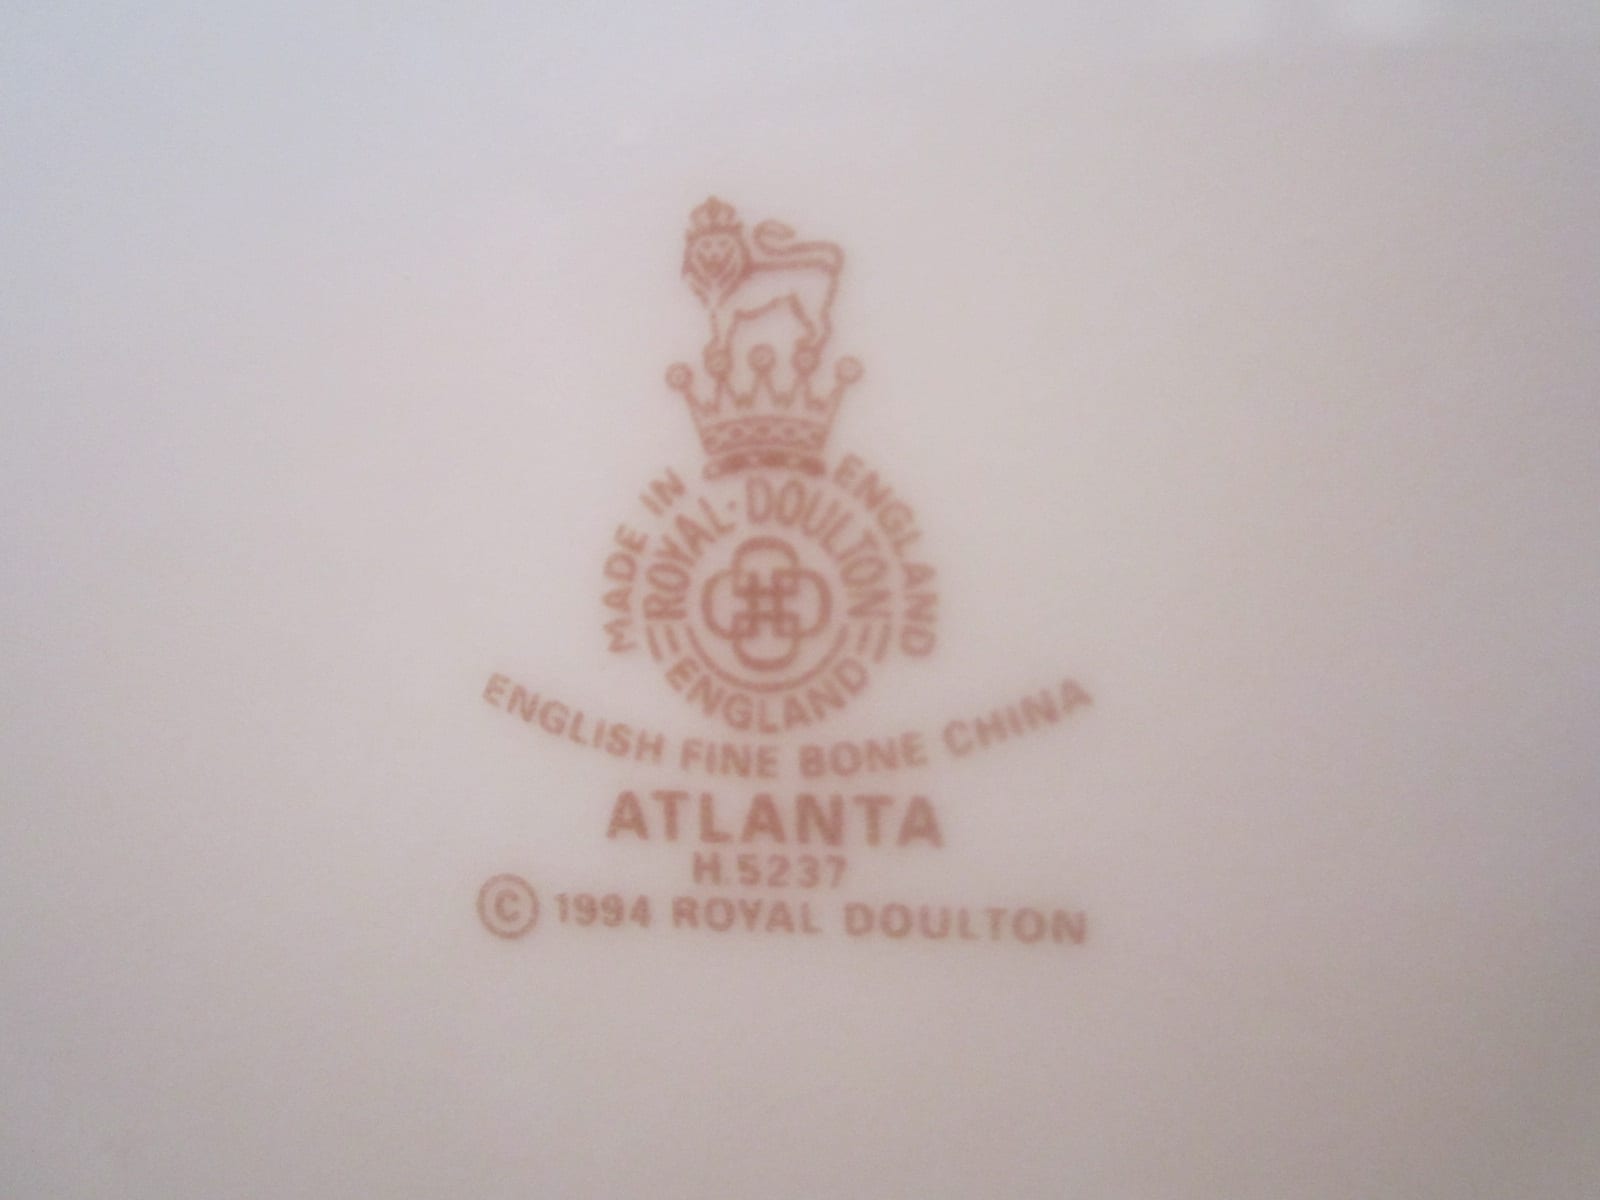 MADE IN ENGLAND
ROYAL·DOULTON
ENGLAND
ENGLISH FINE BONE CHINA
ATLANTA
H.5237
© 1994 ROYAL DOULTON